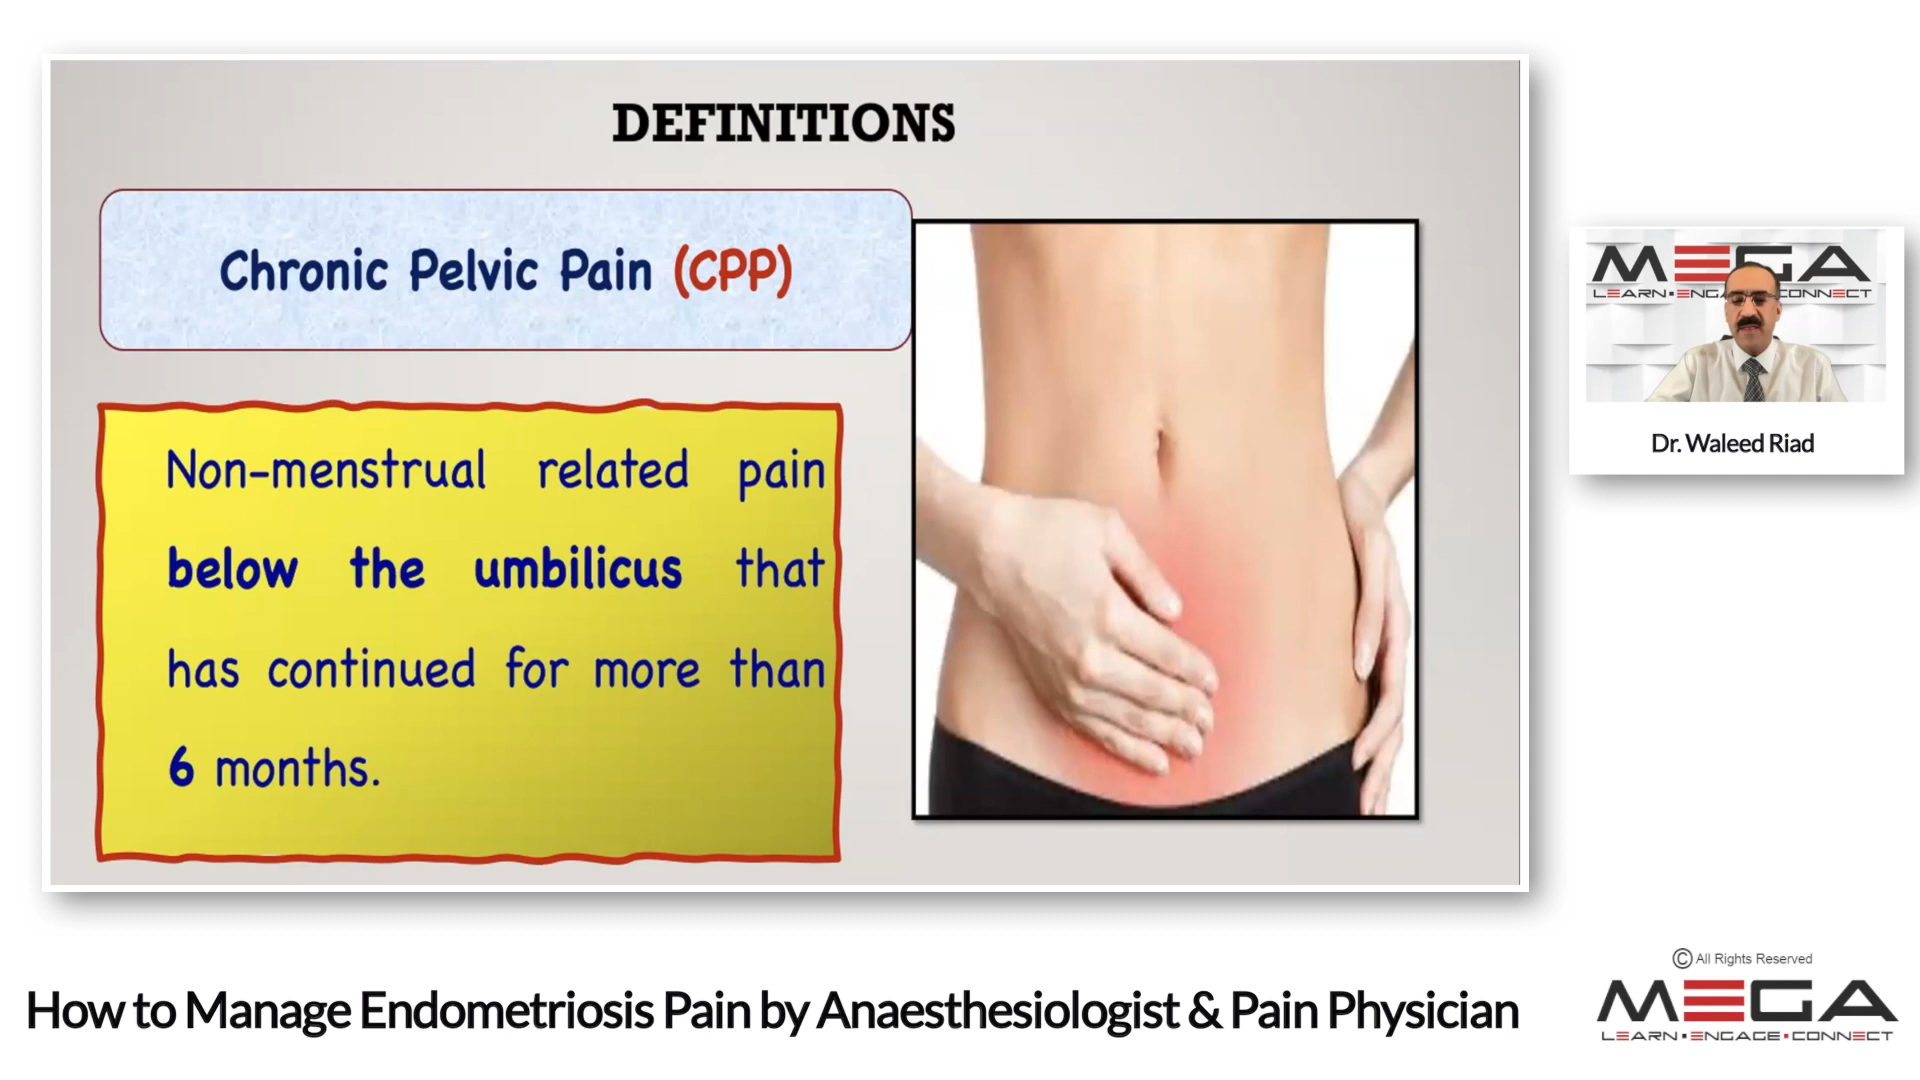 DEFINITIONS
Chronic Pelvic Pain (CPP)
Non-menstrual related pain
below the umbilicus that
has continued for more than
6 months.
MEGA
LEARN ENGA CONNECT
Dr. Waleed Riad
How to Manage Endometriosis Pain by Anaesthesiologist & Pain Physician
© All Rights Reserved
MEGA
LEARN▪ENGAGE▪CONNECT